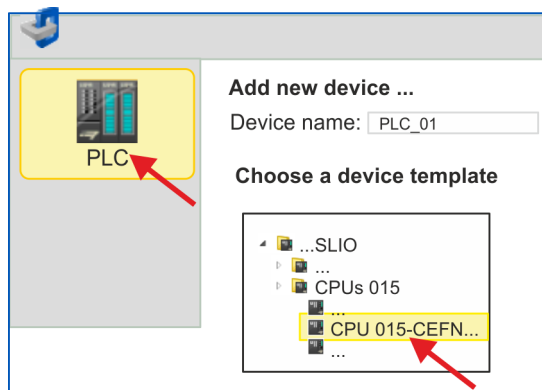 PLC
Add new device ...
Device name: PLC_01
Choose a device template
...SLIO
...
CPUs 015
...
CPU 015-CEFN...
...